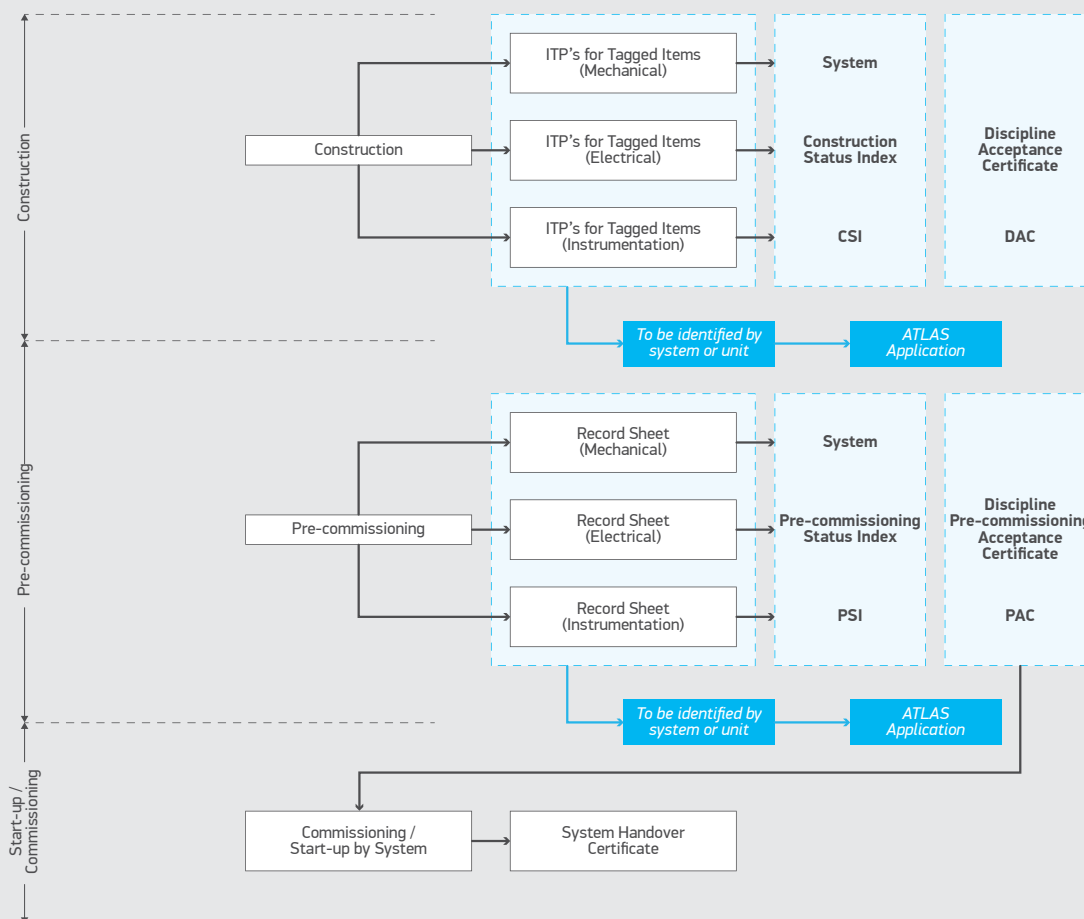 Construction
Construction
ITP's for Tagged Items
(Mechanical)
ITP's for Tagged Items
(Electrical)
ITP's for Tagged Items
(Instrumentation)
System
Construction
Status Index
CSI
Discipline
Acceptance
Certificate
DAC
To be identified by
system or unit
ATLAS
Application
Pre-commissioning
Pre-commissioning
Record Sheet
(Mechanical)
Record Sheet
(Electrical)
Record Sheet
(Instrumentation)
System
Pre-commissioning
Status Index
PSI
Discipline
Pre-commissioning
Acceptance
Certificate
PAC
To be identified by
system or unit
ATLAS
Application
Start-up /
Commissioning
Commissioning /
Start-up by System
System Handover
Certificate